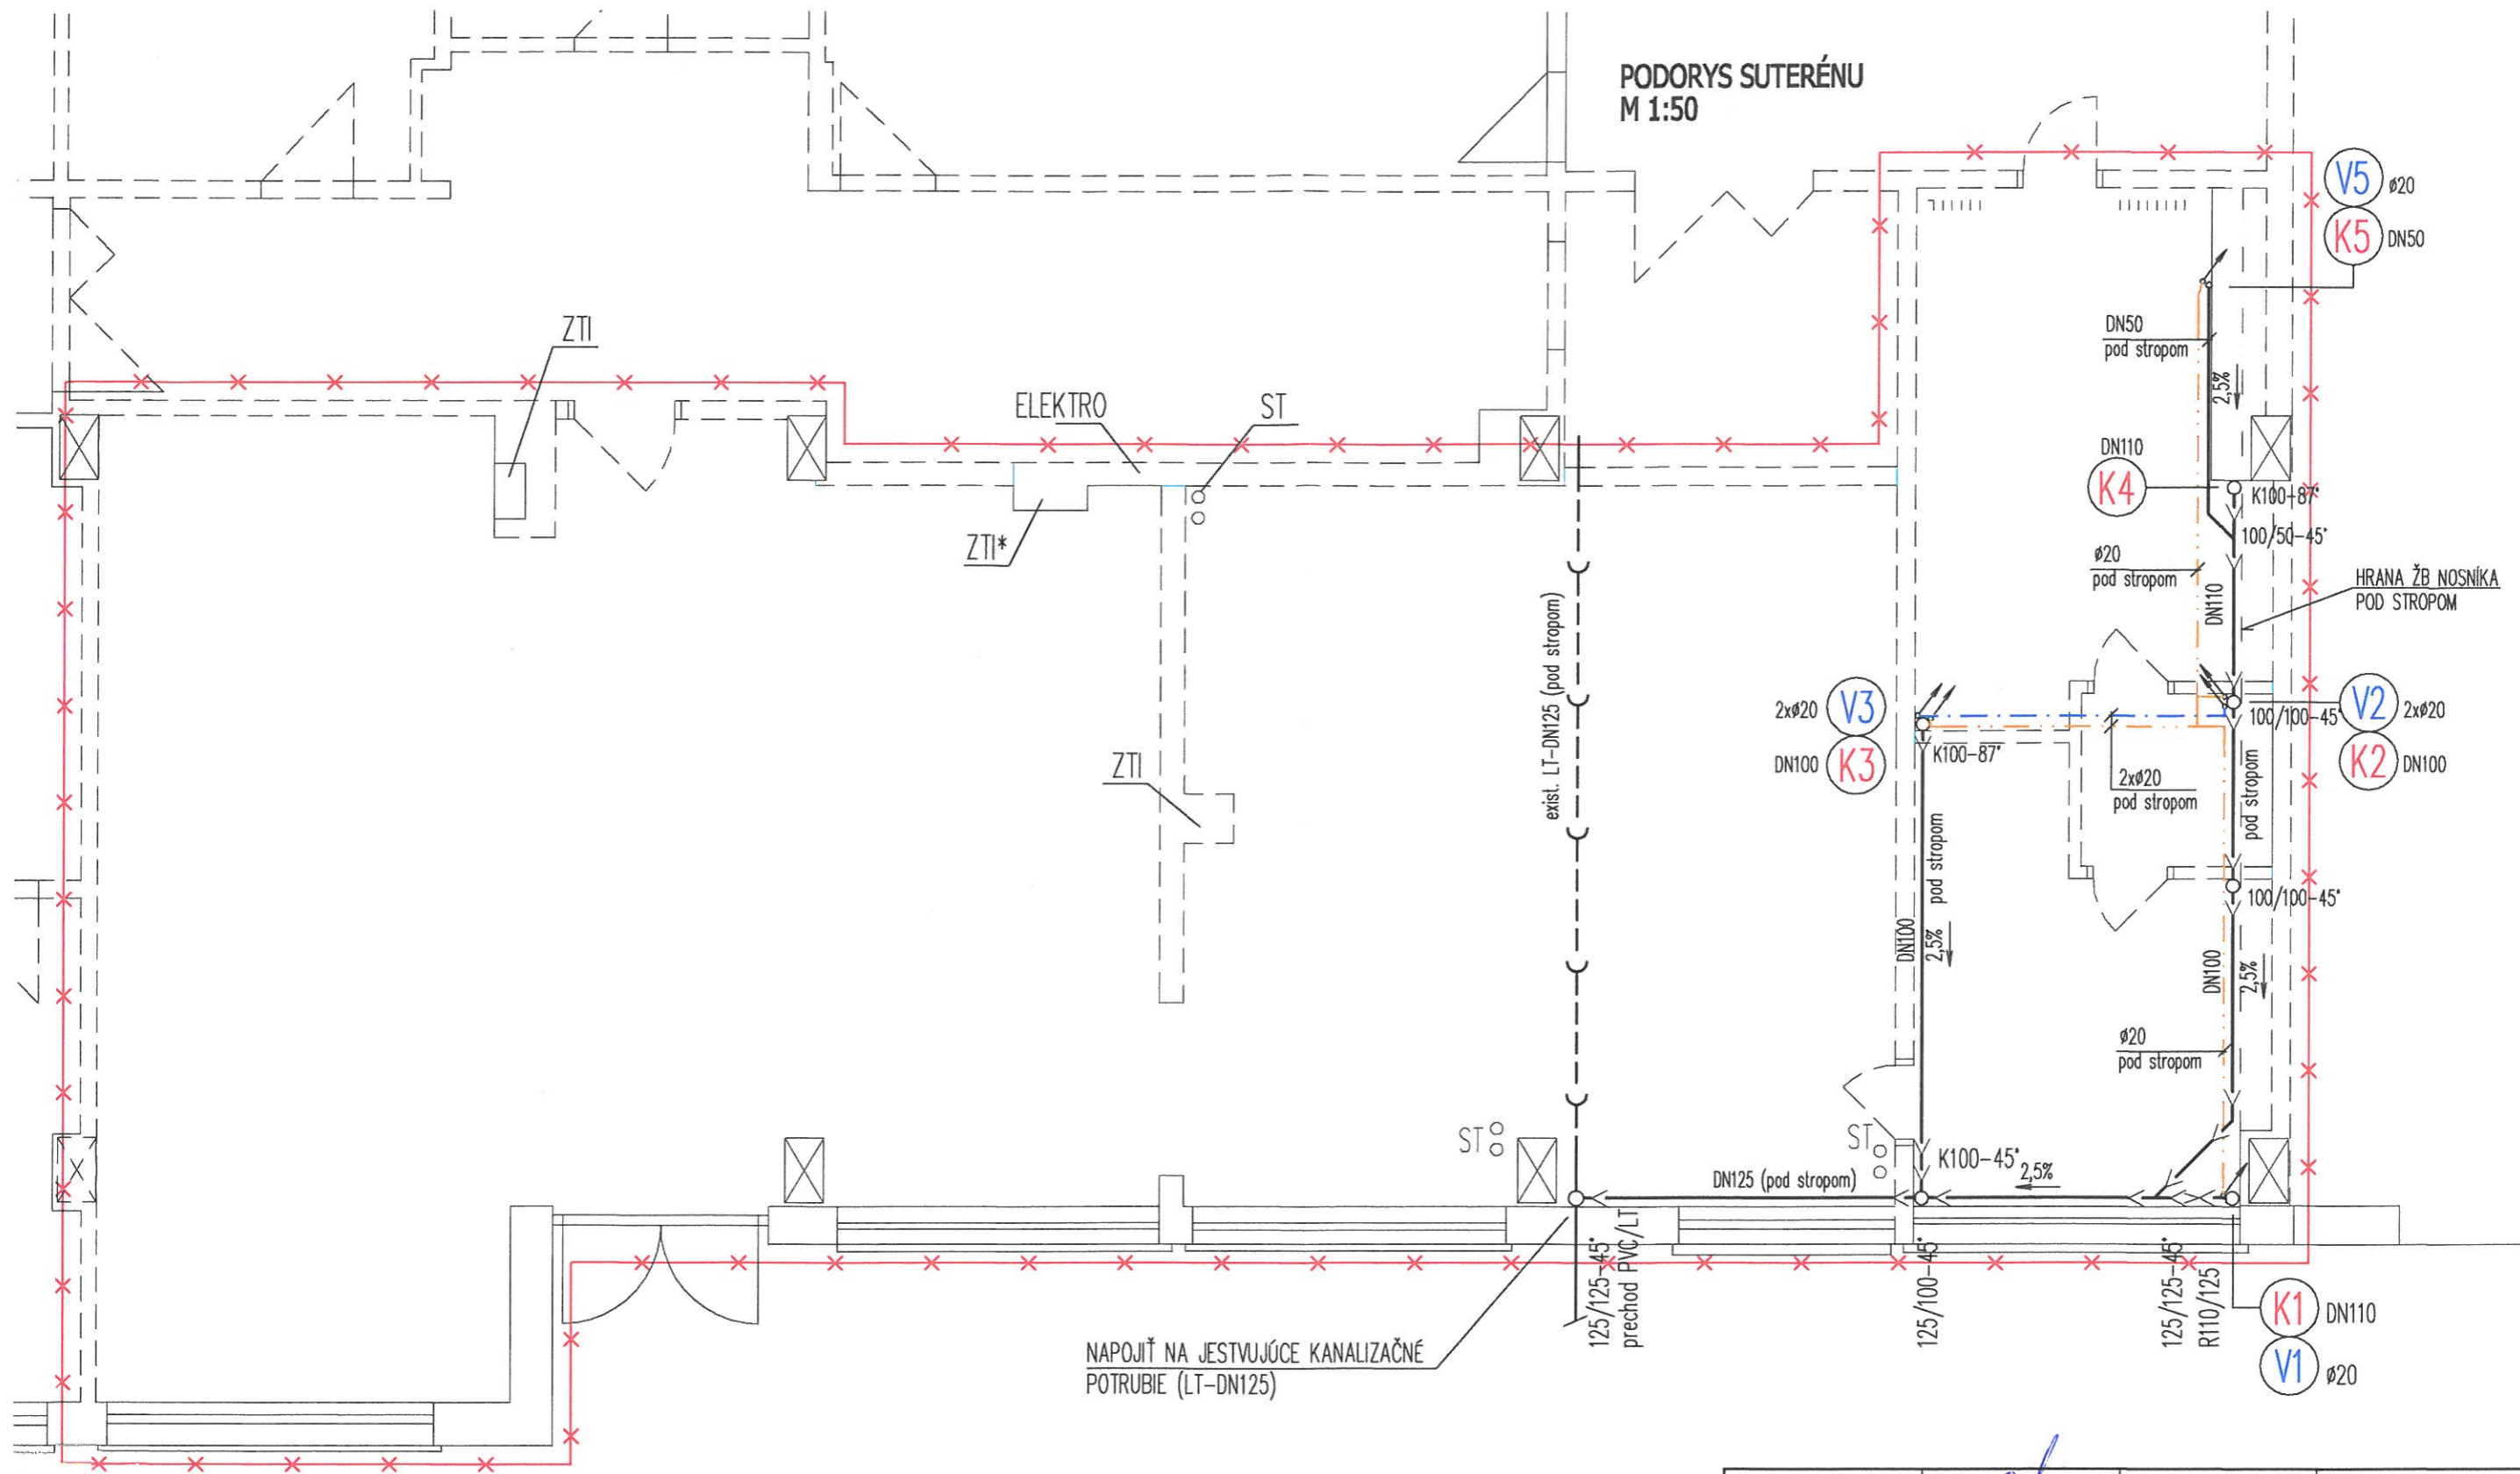 PODORYS SUTERÉNU
M 1:50
V5 ø20
K5 DN50
ZTI
ELEKTRO
ST
ZTI*
DN50
pod stropom
2,5%
DN110
K4
K100-87°
100/50-45°
ø20
pod stropom
DN110
HRANA ŽB NOSNÍKA
POD STROPOM
exist. LT-DN125 (pod stropom)
2xø20 V3
DN100 K3
K100-87°
100/100-45°
V2 2xø20
K2 DN100
2xø20
pod stropom
pod stropom
ZTI
pod stropom
DN100
2,5%
100/100-45°
DN100
2,5%
ø20
pod stropom
ST
ST
K100-45°
2,5%
DN125 (pod stropom)
125/125-45°
prechod PVC/LT
125/100-45°
125/125-45°
R110/125
K1 DN110
V1 ø20
NAPOJIŤ NA JESTVUJÚCE KANALIZAČNÉ
POTRUBIE (LT-DN125)